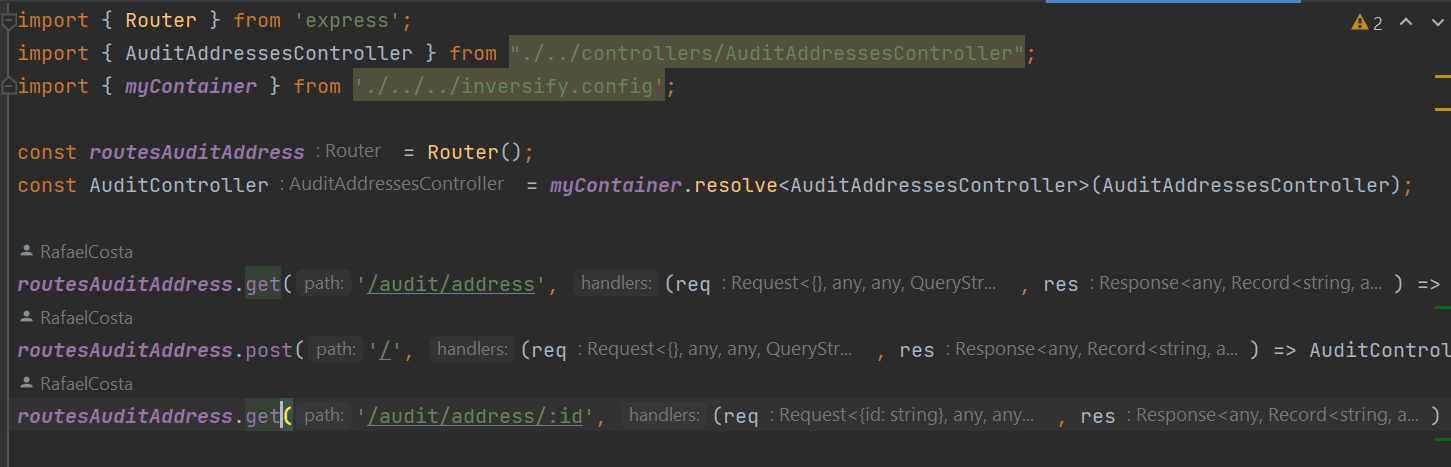 import { Router } from 'express';
2
import { AuditAddressesController } from "./../controllers/AuditAddressesController";
import { myContainer } from './../../inversify.config';
const routesAuditAddress : Router = Router();
const AuditController : AuditAddressesController = myContainer.resolve<AuditAddressesController>(AuditAddressesController);
RafaelCosta
routesAuditAddress.get( path: '/audit/address', handlers: (req : Request<{}, any, any, QueryStr... , res : Response<any, Record<string, a... ) =>
RafaelCosta
routesAuditAddress.post( path: '/', handlers: (req : Request<{}, any, any, QueryStr... , res : Response<any, Record<string, a... ) => AuditControl
RafaelCosta
routesAuditAddress.get( path: '/audit/address/:id', handlers: (req : Request<{id: string}, any, any... , res : Response<any, Record<string, a... )